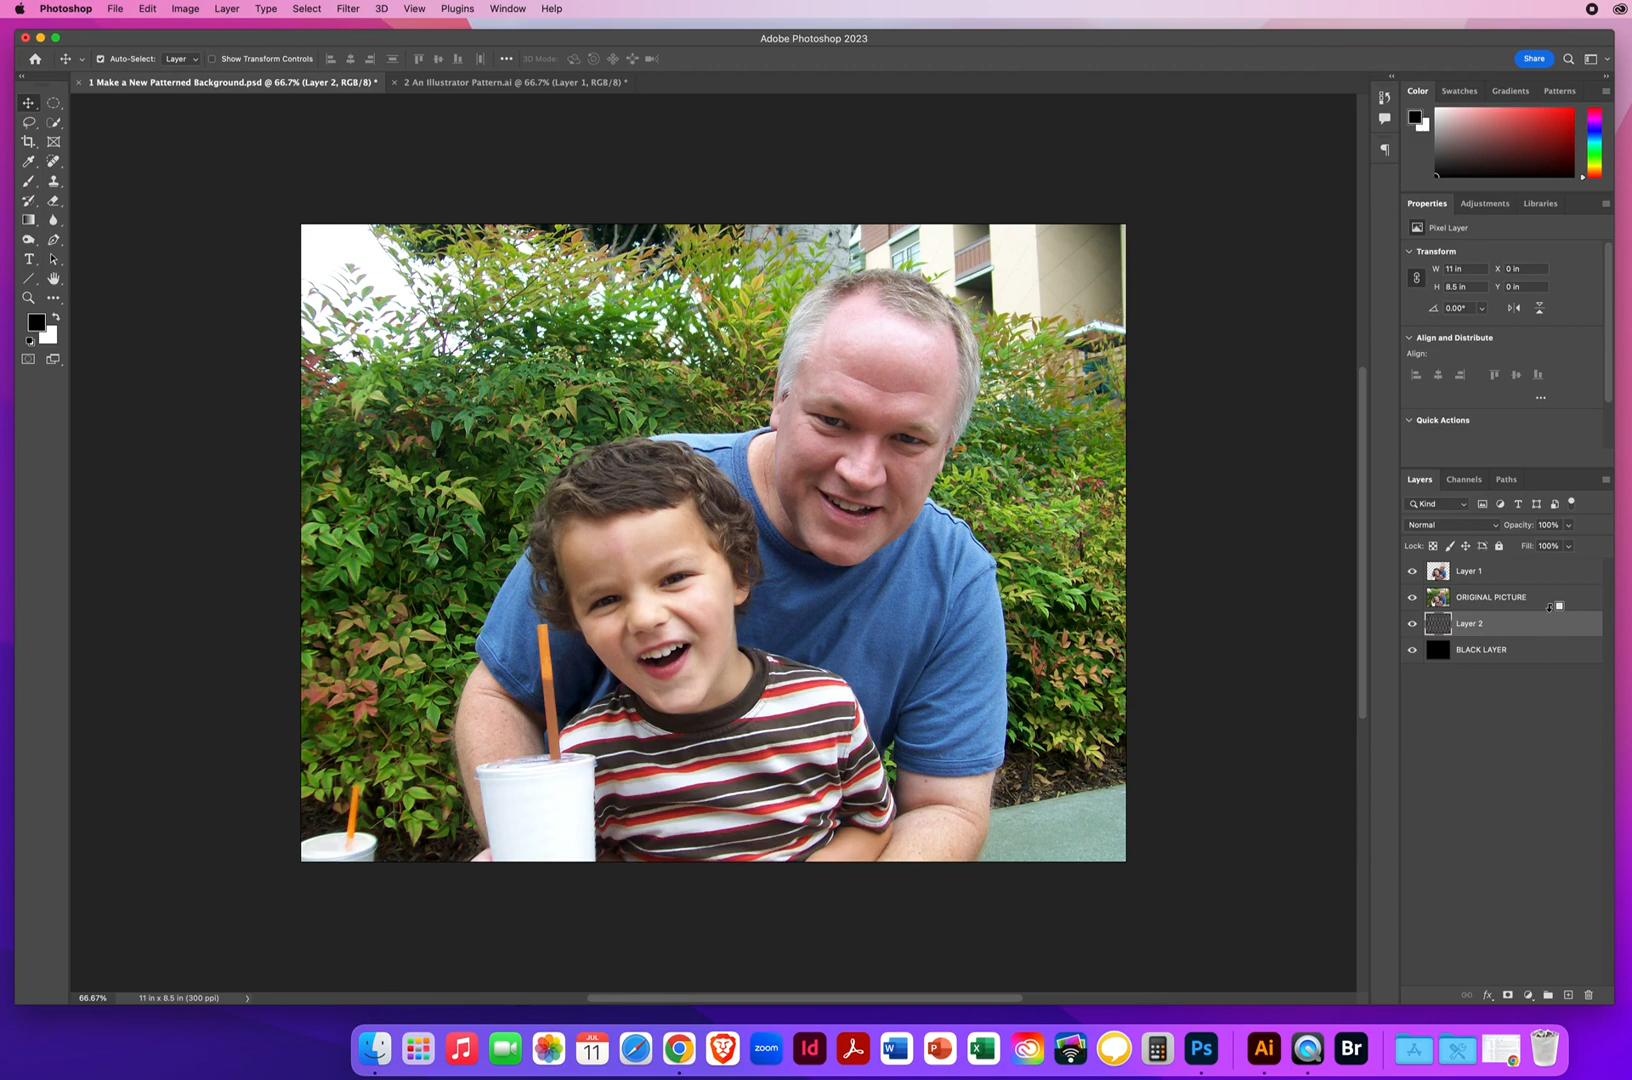 Photoshop File Edit Image Layer Type Select Filter 3D View Plugins Window Help
Adobe Photoshop 2023
Auto-Select: Layer Show Transform Controls 3D Mode: Share
1 Make a New Patterned Background.psd @ 66.7% (Layer 2, RGB/8) * 2 An Illustrator Pattern.ai @ 66.7% (Layer 1, RGB/8) *
Color Swatches Gradients Patterns
Properties Adjustments Libraries
Pixel Layer
Transform
W 11 in X 0 in
H 8.5 in Y 0 in
0.00°
Align and Distribute
Align:
Quick Actions
Layers Channels Paths
Kind
Normal Opacity: 100%
Lock: Fill: 100%
Layer 1
ORIGINAL PICTURE
Layer 2
BLACK LAYER
fx
66.67% 11 in x 8.5 in (300 ppi)
JUL
11
zoom
Id
W
P
X
Ps
Ai
Br